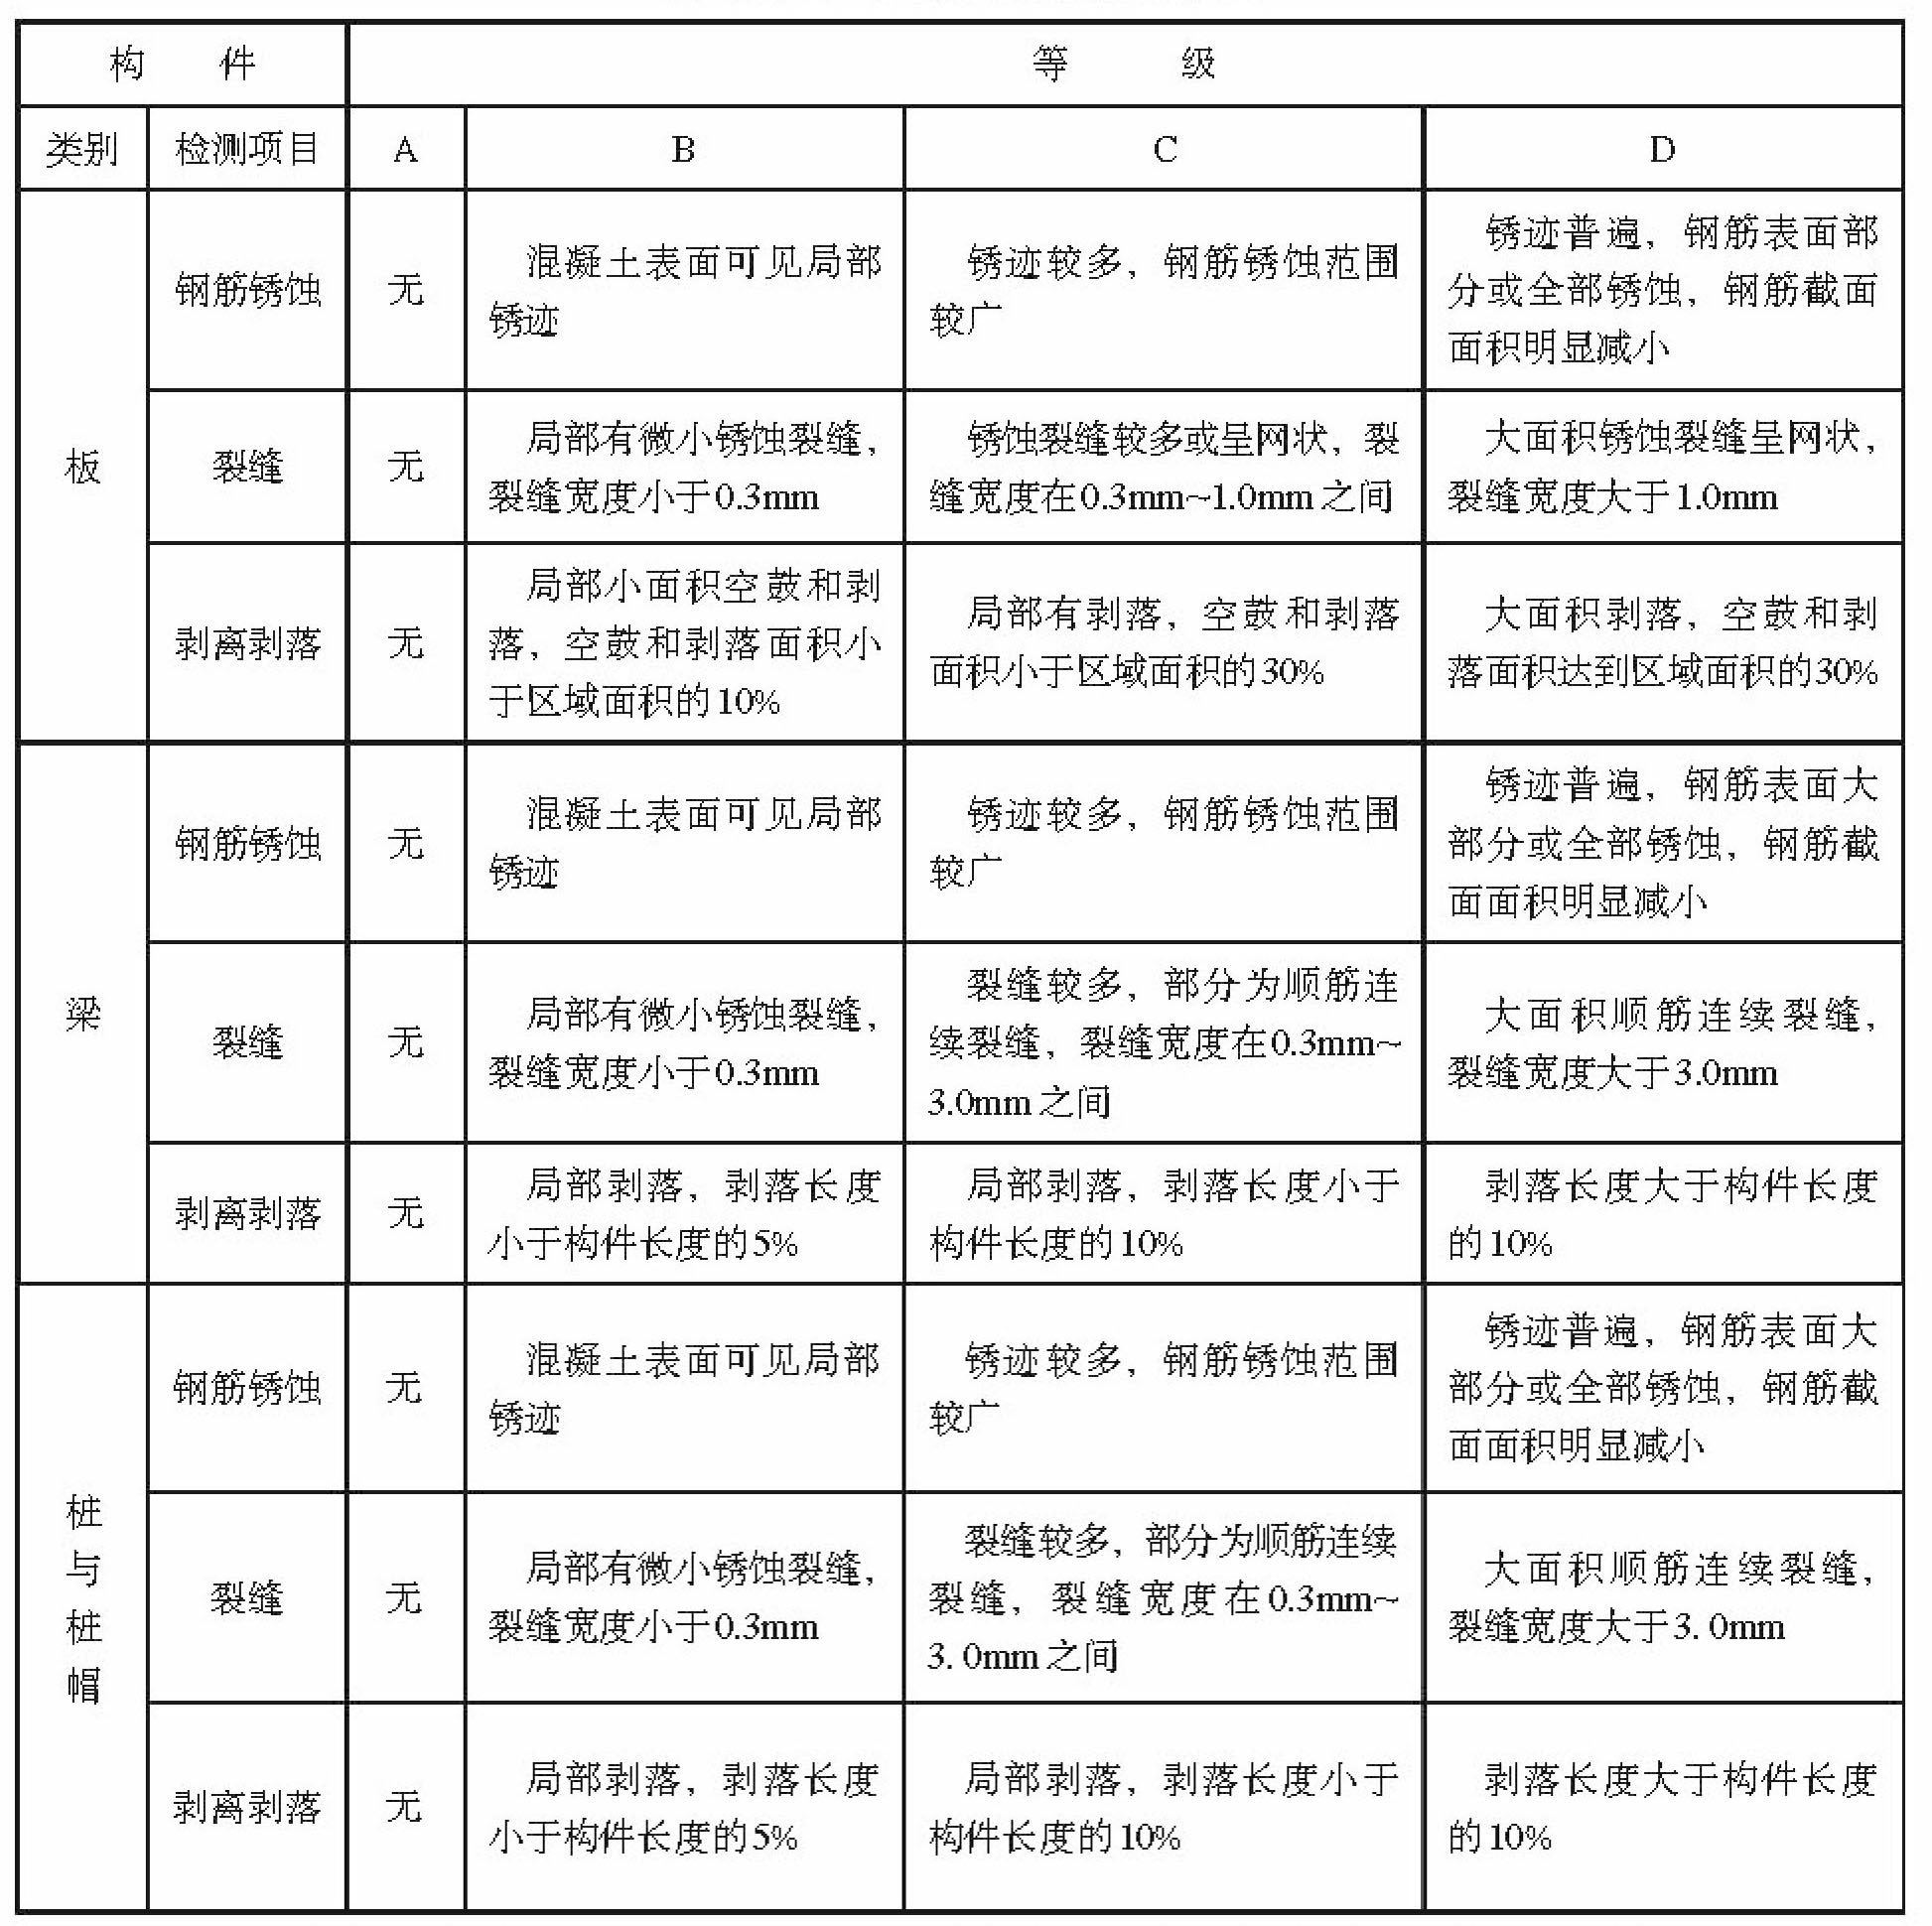 构 件
等 级
类别
检测项目
A
B
C
D
板
钢筋锈蚀
无
混凝土表面可见局部
锈迹
锈迹较多，钢筋锈蚀范围
较广
锈迹普遍，钢筋表面部
分或全部锈蚀，钢筋截面
面积明显减小
裂缝
无
局部有微小锈蚀裂缝，
裂缝宽度小于0.3mm
锈蚀裂缝较多或呈网状，裂
缝宽度在0.3mm~1.0mm之间
大面积锈蚀裂缝呈网状，
裂缝宽度大于1.0mm
剥离剥落
无
局部小面积空鼓和剥
落，空鼓和剥落面积小
于区域面积的10%
局部有剥落，空鼓和剥落
面积小于区域面积的30%
大面积剥落，空鼓和剥
落面积达到区域面积的30%
梁
钢筋锈蚀
无
混凝土表面可见局部
锈迹
锈迹较多，钢筋锈蚀范围
较广
锈迹普遍，钢筋表面大
部分或全部锈蚀，钢筋截
面面积明显减小
裂缝
无
局部有微小锈蚀裂缝，
裂缝宽度小于0.3mm
裂缝较多，部分为顺筋连
续裂缝，裂缝宽度在0.3mm~
3.0mm之间
大面积顺筋连续裂缝，
裂缝宽度大于3.0mm
剥离剥落
无
局部剥落，剥落长度
小于构件长度的5%
局部剥落，剥落长度小于
构件长度的10%
剥落长度大于构件长度
的10%
桩
与
桩
帽
钢筋锈蚀
无
混凝土表面可见局部
锈迹
锈迹较多，钢筋锈蚀范围
较广
锈迹普遍，钢筋表面大
部分或全部锈蚀，钢筋截
面面积明显减小
裂缝
无
局部有微小锈蚀裂缝，
裂缝宽度小于0.3mm
裂缝较多，部分为顺筋连续
裂缝，裂缝宽度在0.3mm~
3.0mm之间
大面积顺筋连续裂缝，
裂缝宽度大于3.0mm
剥离剥落
无
局部剥落，剥落长度
小于构件长度的5%
局部剥落，剥落长度小于
构件长度的10%
剥落长度大于构件长度
的10%